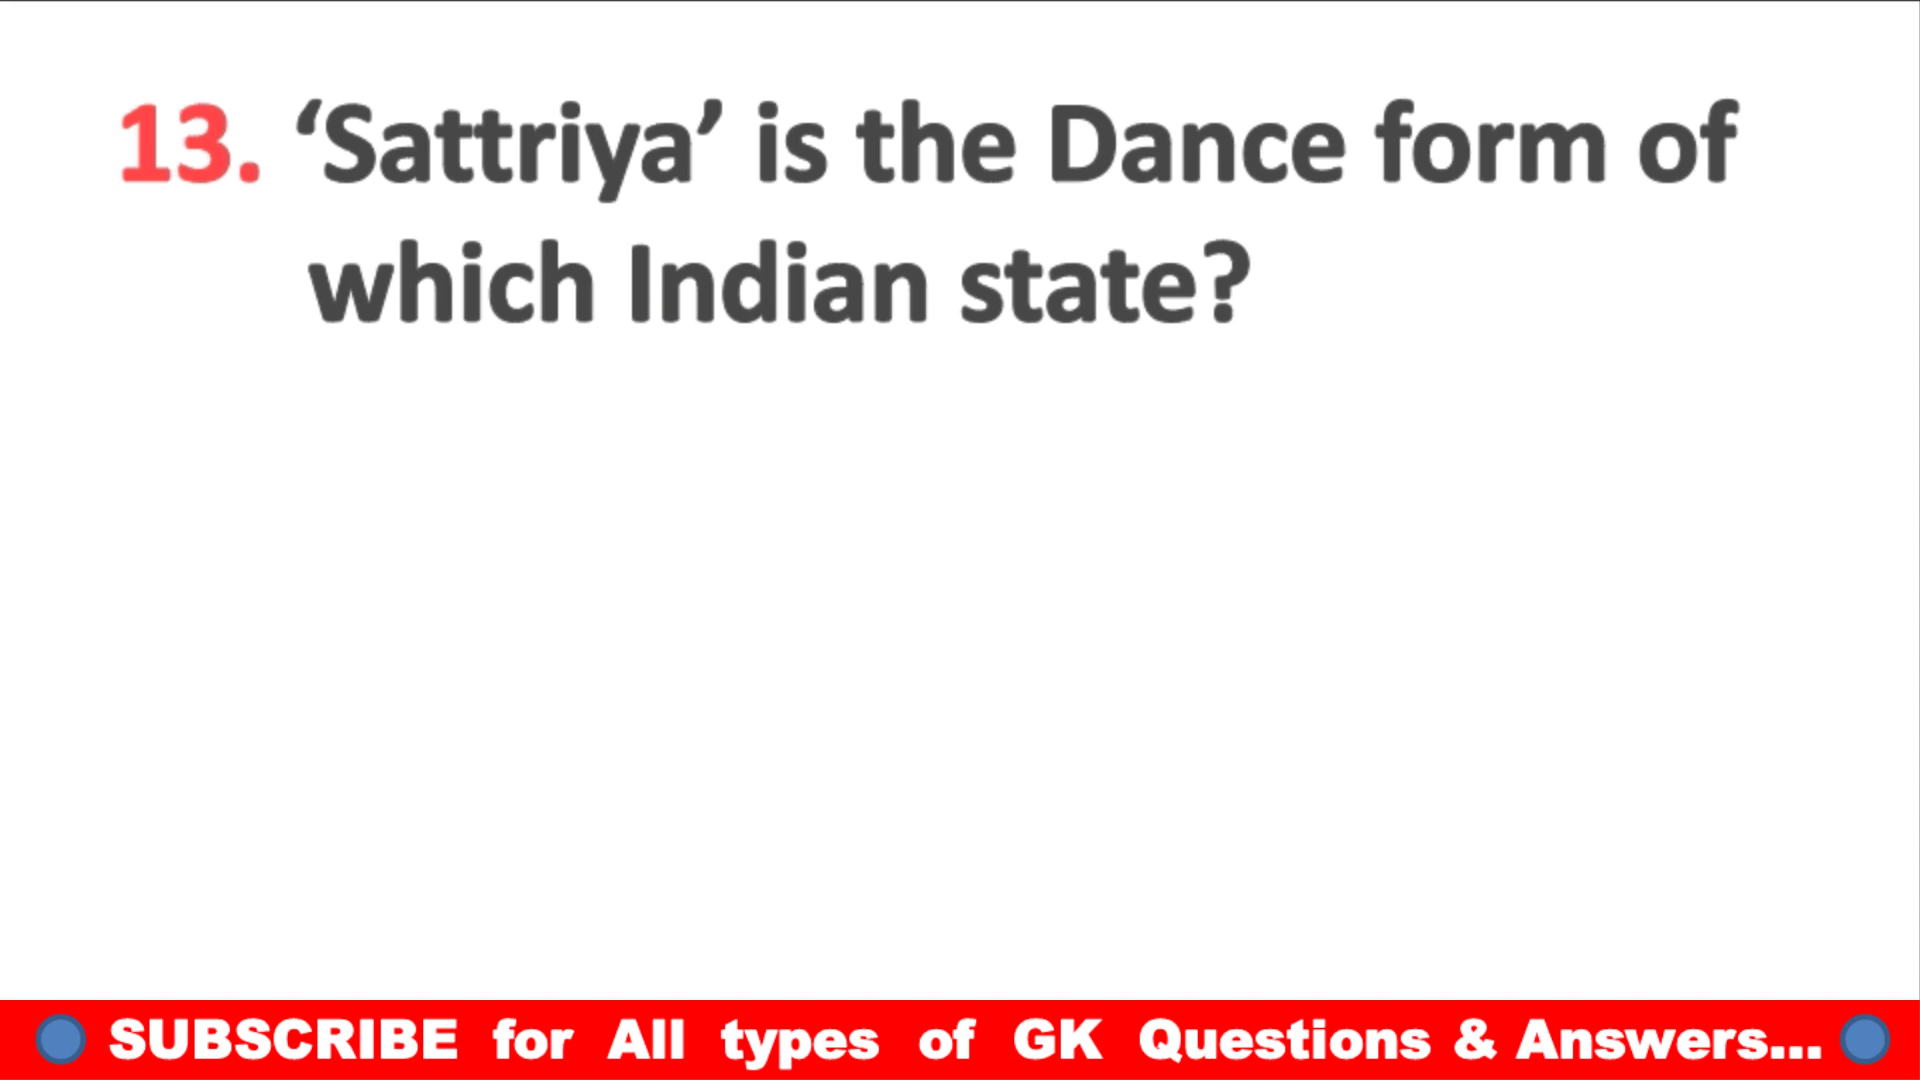 13. ‘Sattriya’ is the Dance form of
which Indian state?
SUBSCRIBE for All types of GK Questions & Answers...